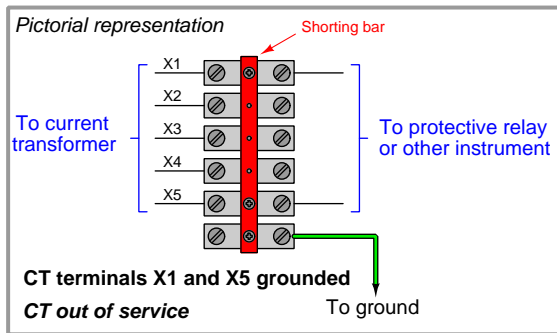 Pictorial representation
Shorting bar
X1
X2
X3
X4
X5
To current
transformer
To protective relay
or other instrument
CT terminals X1 and X5 grounded
CT out of service
To ground